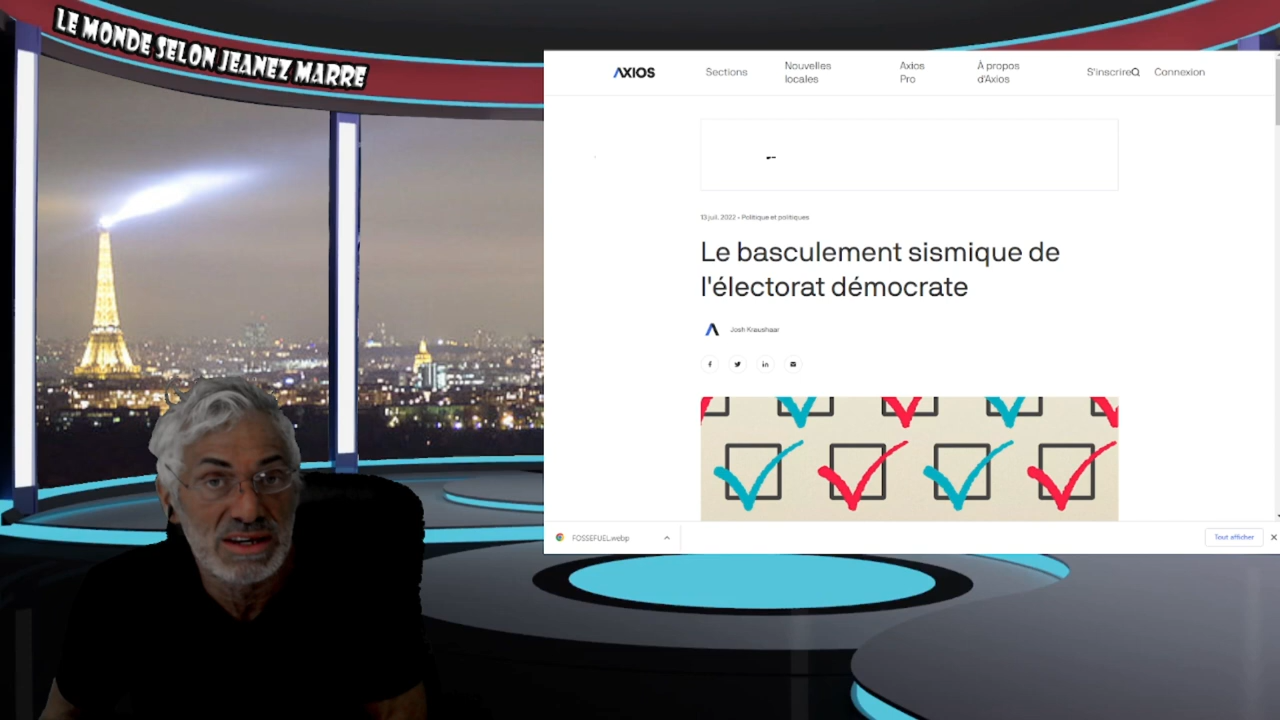 LE MONDE SELON JEANEZ MARRE
AXIOS
Sections
Nouvelles
locales
Axios
Pro
À propos
d'Axios
S'inscrire
Connexion
13 juil. 2022 - Politique et politiques
Le basculement sismique de
l'électorat démocrate
Josh Kraushaar
FOSSEFUEL.webp
Tout afficher